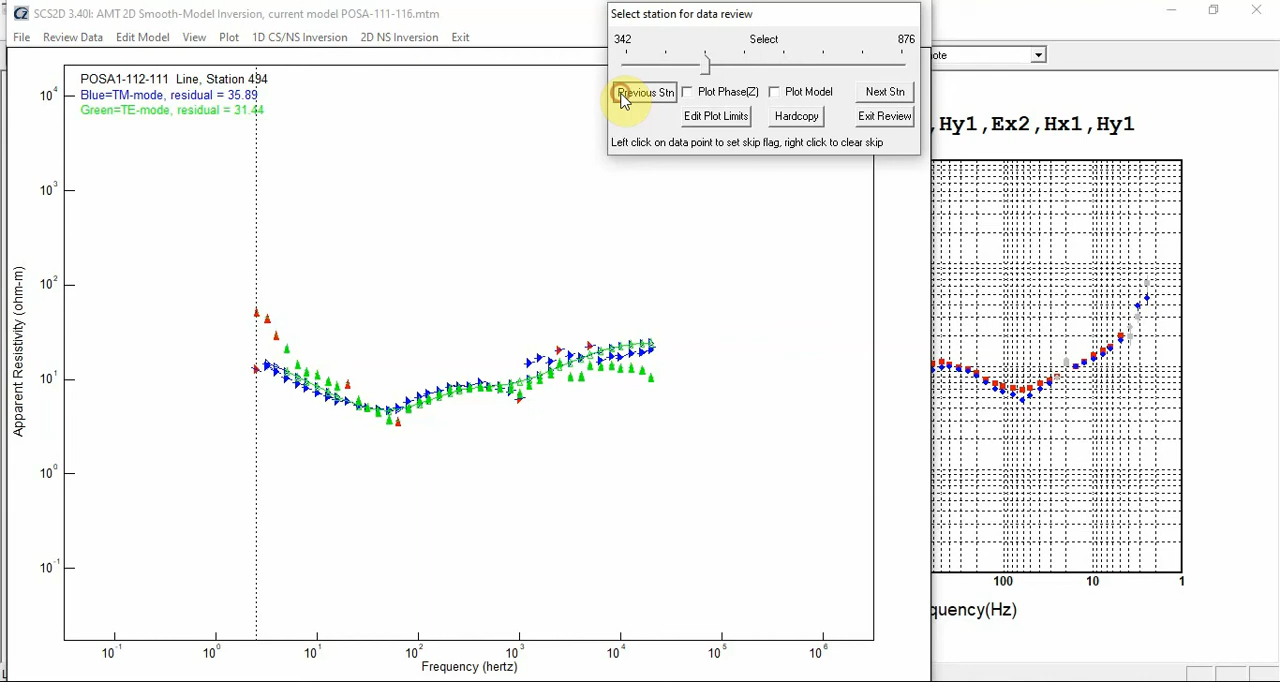 SCS2D 3.40l: AMT 2D Smooth-Model Inversion, current model POSA-111-116.mtm
File Review Data Edit Model View Plot 1D CS/NS Inversion 2D NS Inversion Exit
Select station for data review
342 Select 876
Previous Stn Plot Phase(Z) Plot Model Next Stn
Edit Plot Limits Hardcopy Exit Review
Left click on data point to set skip flag, right click to clear skip
POSA1-112-111 Line, Station 494
Blue=TM-mode, residual = 35.89
Green=TE-mode, residual = 31.44
10^4
10^3
10^2
10^1
10^0
10^-1
Apparent Resistivity (ohm-m)
10^-1 10^0 10^1 10^2 10^3 10^4 10^5 10^6
Frequency (hertz)
,Hy1,Ex2,Hx1,Hy1
100 10 1
quency(Hz)